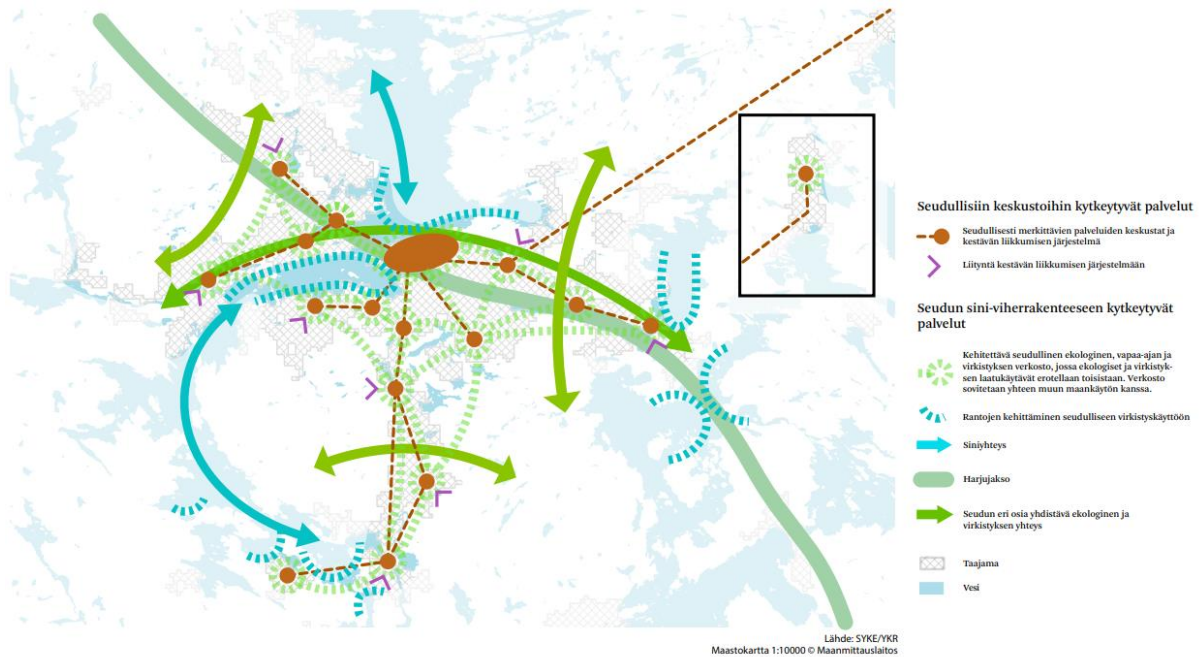 Seudullisiin keskustoihin kytkeytyvät palvelut
Seudullisesti merkittävien palveluiden keskustat ja
kestävän liikkumisen järjestelmä
Liityntä kestävän liikkumisen järjestelmään
Seudun sini-viherrakenteeseen kytkeytyvät
palvelut
Kehitettävä seudullinen ekologinen, vapaa-ajan ja
virkistyksen verkosto, jossa ekologiset ja virkistyk-
sen laatukäytävät erotellaan toisistaan. Verkosto
sovitetaan yhteen muun maankäytön kanssa.
Rantojen kehittäminen seudulliseen virkistyskäyttöön
Siniyhteys
Harjujakso
Seudun eri osia yhdistävä ekologinen ja
virkistyksen yhteys
Taajama
Vesi
Lähde: SYKE/YKR
Maastokartta 1:10000 © Maanmittauslaitos